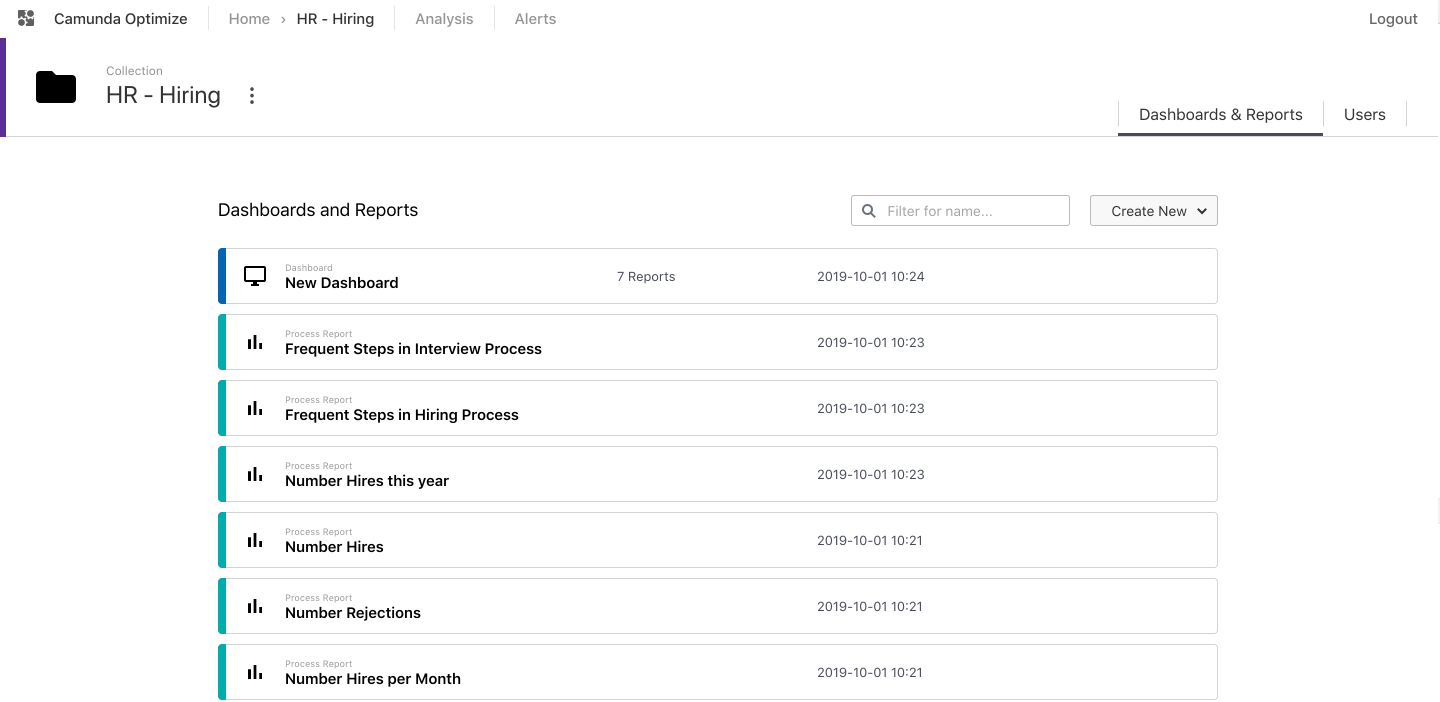 Camunda Optimize Home › HR - Hiring Analysis Alerts Logout
Collection
HR - Hiring
Dashboards & Reports Users
Dashboards and Reports Filter for name... Create New
Dashboard
New Dashboard 7 Reports 2019-10-01 10:24
Process Report
Frequent Steps in Interview Process 2019-10-01 10:23
Process Report
Frequent Steps in Hiring Process 2019-10-01 10:23
Process Report
Number Hires this year 2019-10-01 10:23
Process Report
Number Hires 2019-10-01 10:21
Process Report
Number Rejections 2019-10-01 10:21
Process Report
Number Hires per Month 2019-10-01 10:21